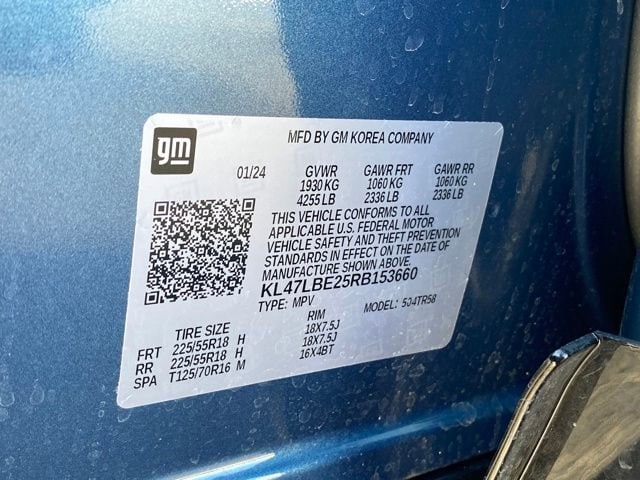 gm
MFD BY GM KOREA COMPANY
01/24 GVWR GAWR FRT GAWR RR
1930 KG 1060 KG 1060 KG
4255 LB 2336 LB 2336 LB
THIS VEHICLE CONFORMS TO ALL
APPLICABLE U.S. FEDERAL MOTOR
VEHICLE SAFETY AND THEFT PREVENTION
STANDARDS IN EFFECT ON THE DATE OF
MANUFACTURE SHOWN ABOVE.
KL47LBE25RB153660
TYPE: MPV MODEL: 504TR58
TIRE SIZE RIM
FRT 225/55R18 H 18X7.5J
RR 225/55R18 H 18X7.5J
SPA T125/70R16 M 16X4BT